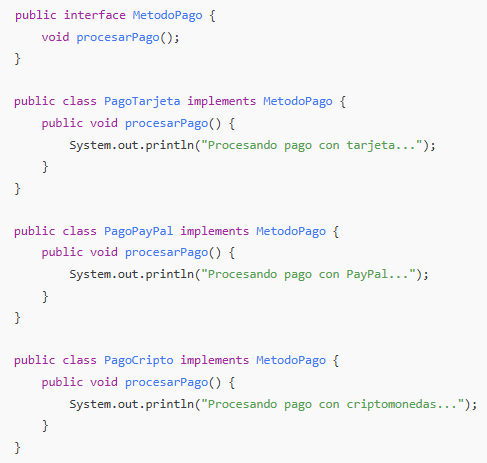 public interface MetodoPago {
void procesarPago();
}
public class PagoTarjeta implements MetodoPago {
public void procesarPago() {
System.out.println("Procesando pago con tarjeta...");
}
}
public class PagoPayPal implements MetodoPago {
public void procesarPago() {
System.out.println("Procesando pago con PayPal...");
}
}
public class PagoCripto implements MetodoPago {
public void procesarPago() {
System.out.println("Procesando pago con criptomonedas...");
}
}